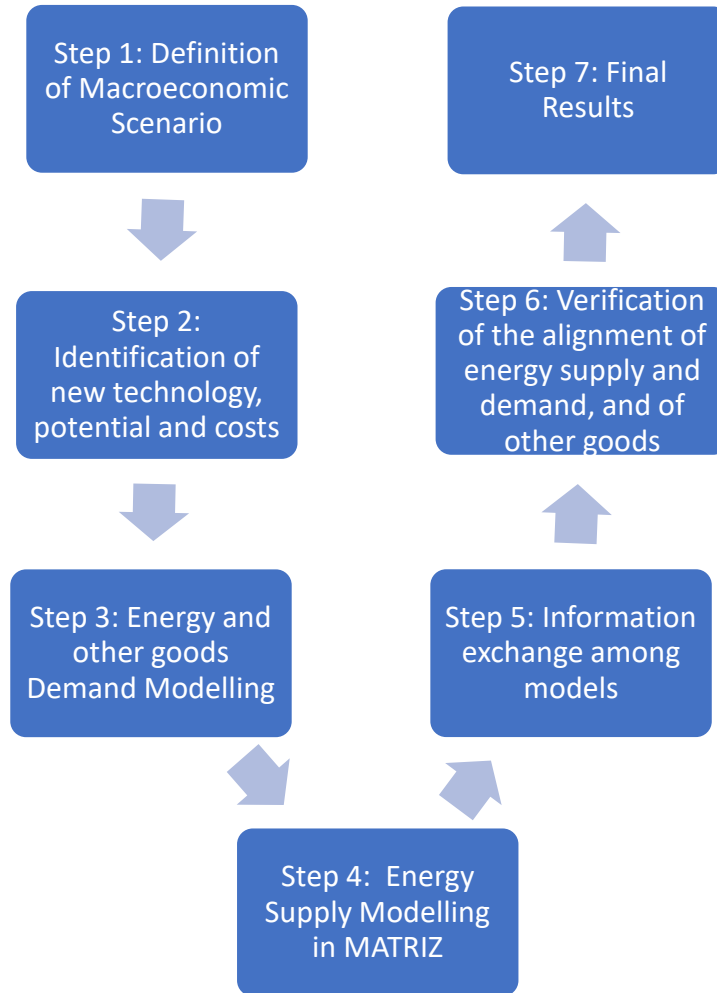 Step 1: Definition
of Macroeconomic
Scenario
Step 2:
Identification of
new technology,
potential and costs
Step 3: Energy and
other goods
Demand Modelling
Step 4:  Energy
Supply Modelling
in MATRIZ
Step 5: Information
exchange among
models
Step 6: Verification
of the alignment of
energy supply and
demand, and of
other goods
Step 7: Final
Results